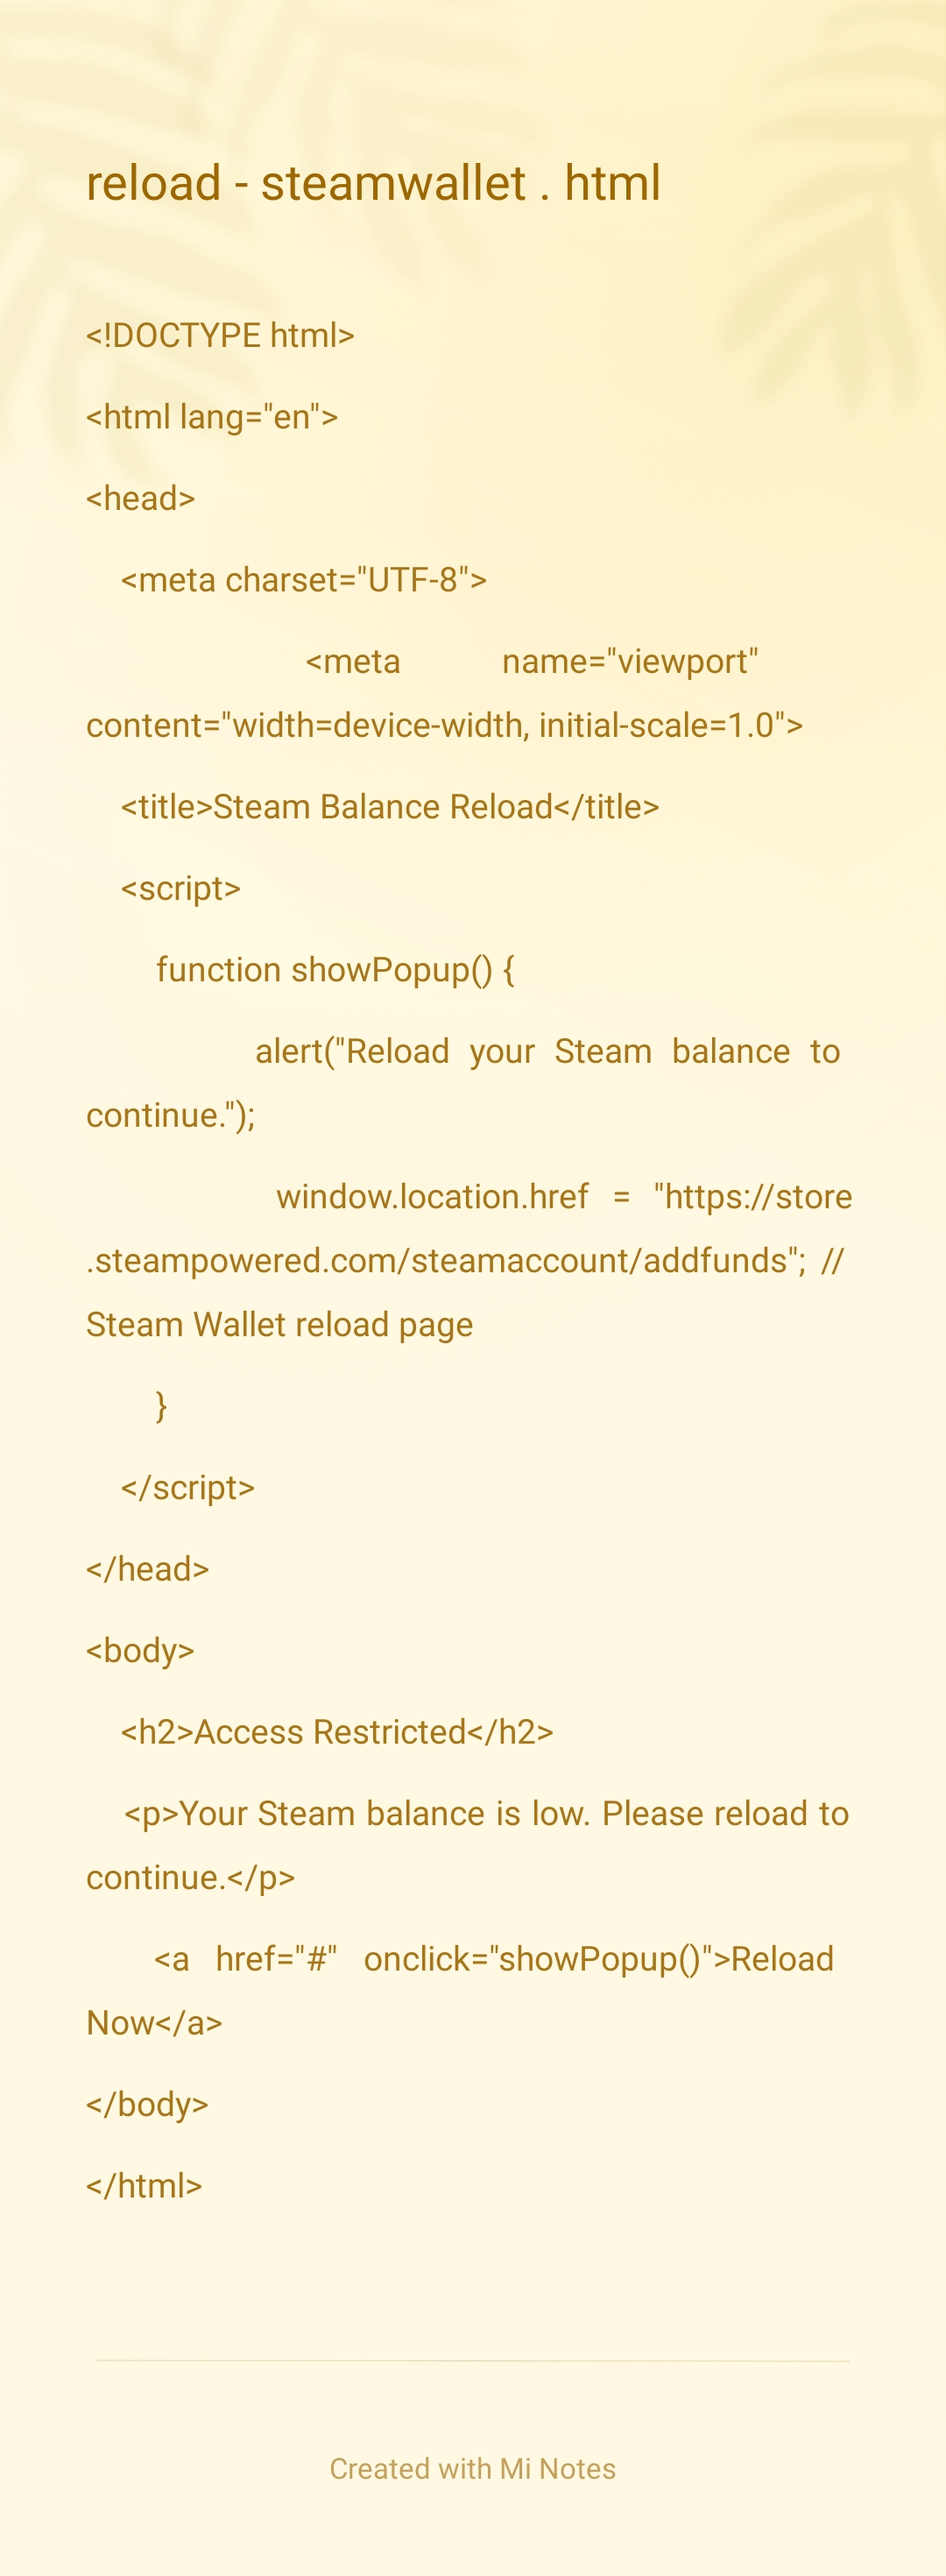 reload - steamwallet . html
<!DOCTYPE html>
<html lang="en">
<head>
<meta charset="UTF-8">
<meta name="viewport"
content="width=device-width, initial-scale=1.0">
<title>Steam Balance Reload</title>
<script>
function showPopup() {
alert("Reload your Steam balance to
continue.");
window.location.href = "https://store
.steampowered.com/steamaccount/addfunds"; //
Steam Wallet reload page
}
</script>
</head>
<body>
<h2>Access Restricted</h2>
<p>Your Steam balance is low. Please reload to
continue.</p>
<a href="#" onclick="showPopup()">Reload
Now</a>
</body>
</html>
Created with Mi Notes